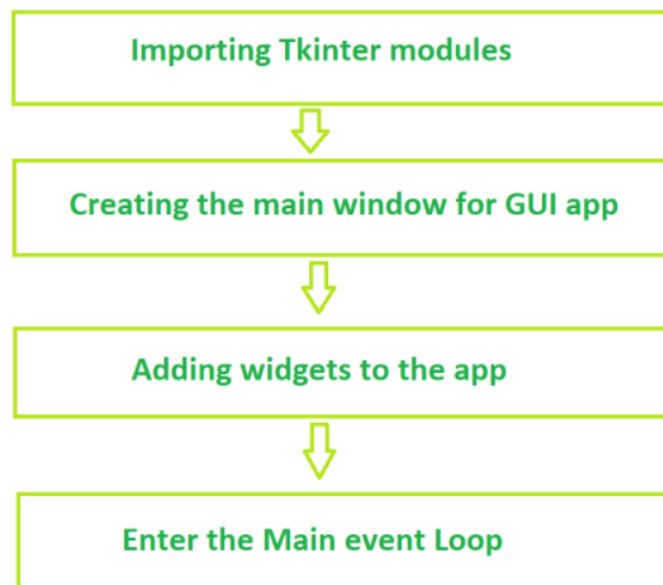 Importing Tkinter modules
Creating the main window for GUI app
Adding widgets to the app
Enter the Main event Loop